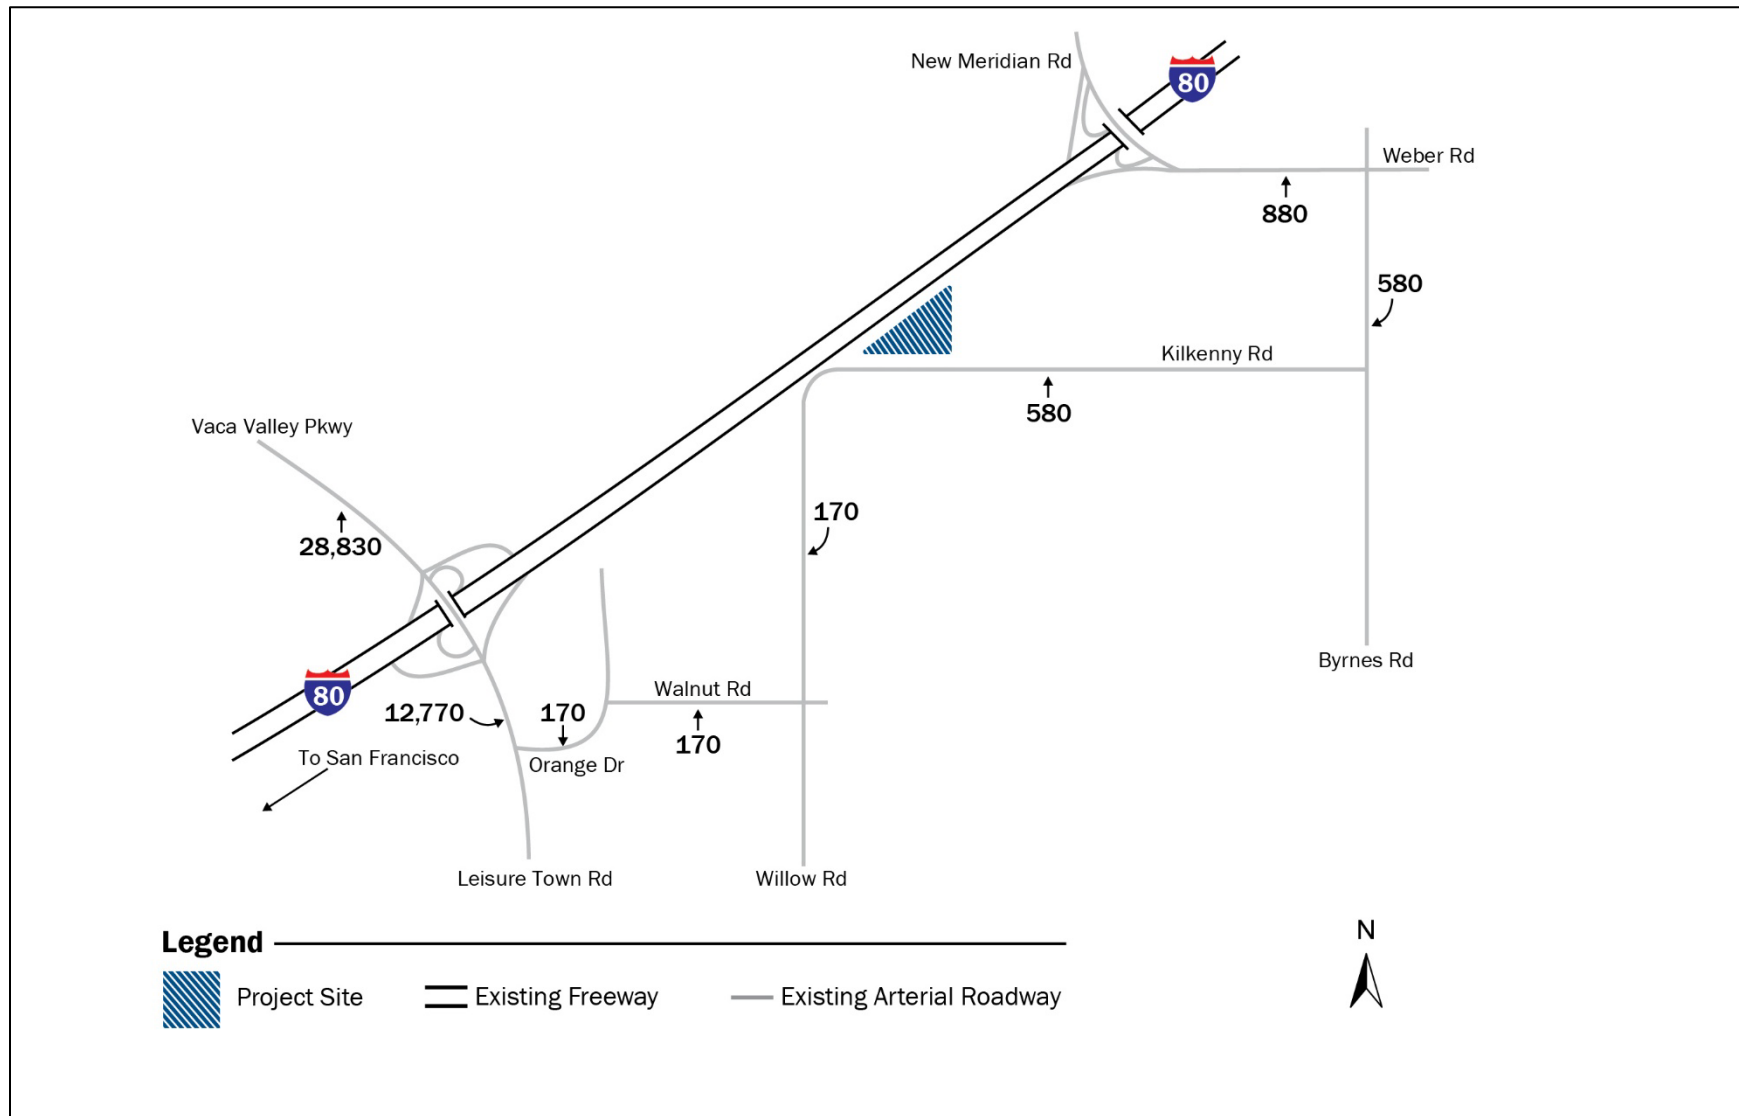 New Meridian Rd
80
Weber Rd
880
580
Kilkenny Rd
580
Vaca Valley Pkwy
28,830
170
Byrnes Rd
80
Walnut Rd
12,770
170
170
To San Francisco
Orange Dr
Leisure Town Rd
Willow Rd
Legend
N
Project Site
Existing Freeway
Existing Arterial Roadway